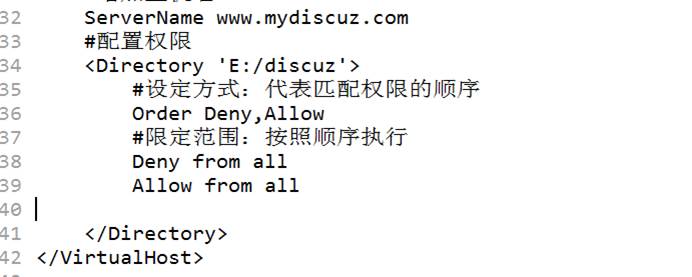 32 ServerName www.mydiscuz.com
33 #配置权限
34 <Directory 'E:/discuz'>
35 #设定方式：代表匹配权限的顺序
36 Order Deny,Allow
37 #限定范围：按照顺序执行
38 Deny from all
39 Allow from all
40
41 </Directory>
42 </VirtualHost>